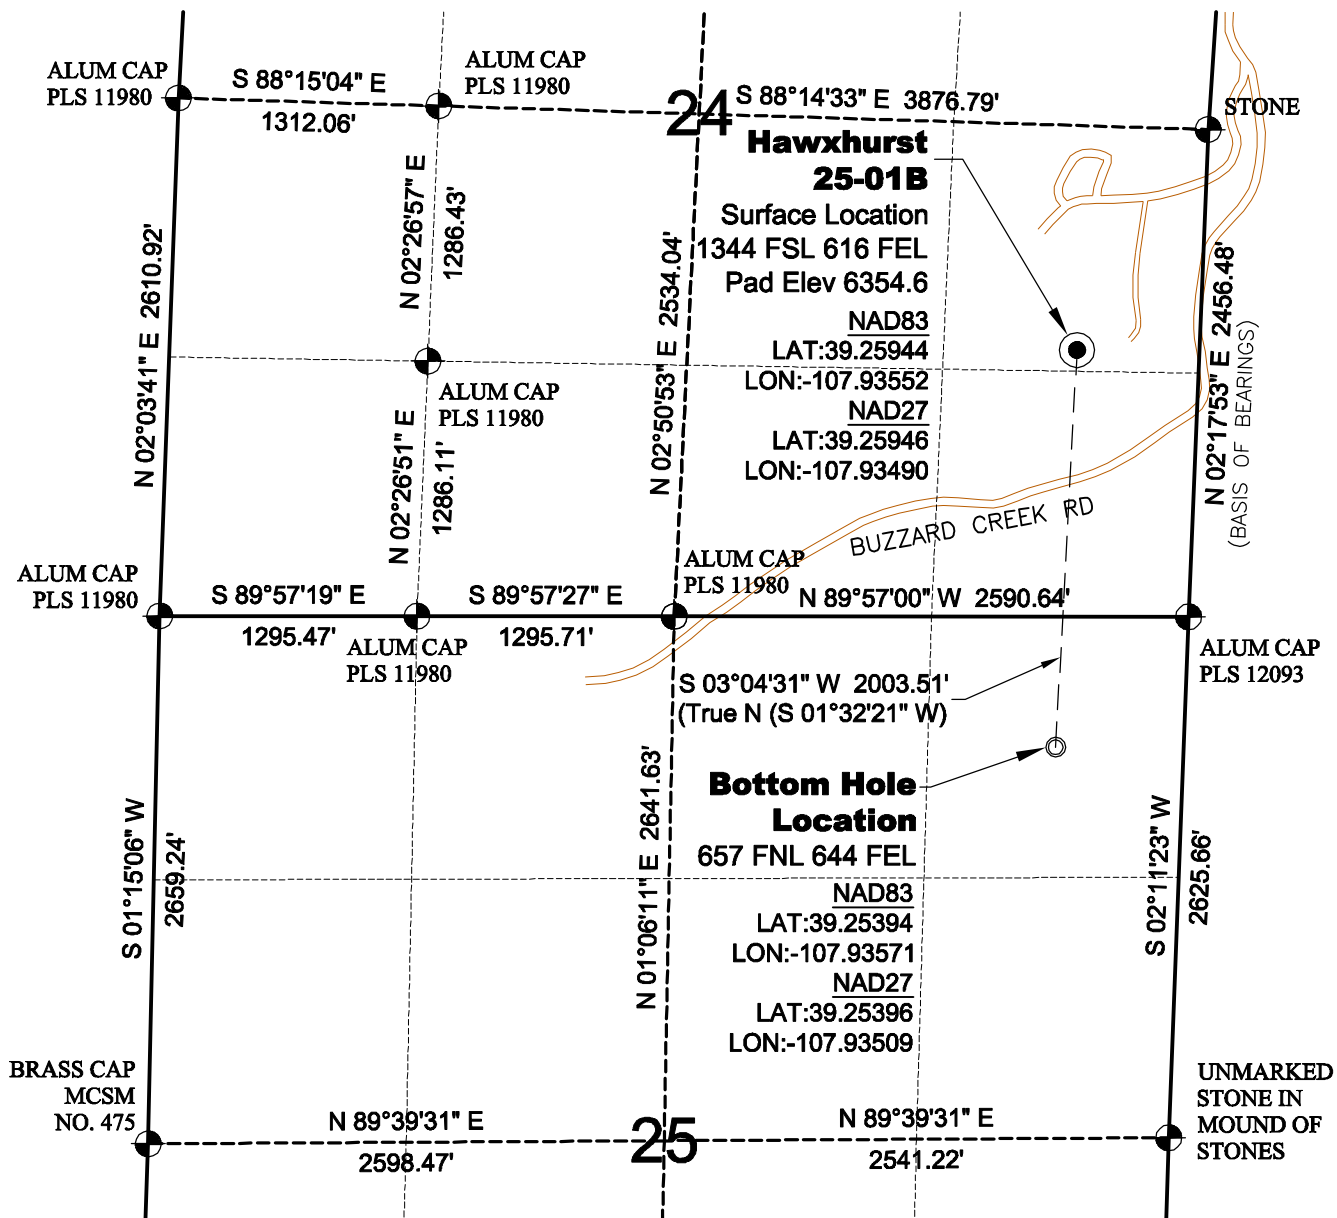 ALUM CAP
PLS 11980
S 88°15'04" E
1312.06'
ALUM CAP
PLS 11980
24
S 88°14'33" E 3876.79'
STONE
Hawxhurst
25-01B
Surface Location
1344 FSL 616 FEL
Pad Elev 6354.6
NAD83
LAT:39.25944
LON:-107.93552
NAD27
LAT:39.25946
LON:-107.93490
N 02°03'41" E 2610.92'
N 02°26'57" E
1286.43'
N 02°50'53" E 2534.04'
N 02°17'53" E 2456.48'
(BASIS OF BEARINGS)
ALUM CAP
PLS 11980
N 02°26'51" E
1286.11'
BUZZARD CREEK RD
ALUM CAP
PLS 11980
S 89°57'19" E
1295.47'
S 89°57'27" E
1295.71'
ALUM CAP
PLS 11980
ALUM CAP
PLS 11980
N 89°57'00" W 2590.64'
ALUM CAP
PLS 12093
S 03°04'31" W 2003.51'
(True N (S 01°32'21" W)
Bottom Hole
Location
657 FNL 644 FEL
NAD83
LAT:39.25394
LON:-107.93571
NAD27
LAT:39.25396
LON:-107.93509
S 01°15'06" W
2659.24'
N 01°06'11" E 2641.63'
S 02°11'23" W
2625.66'
BRASS CAP
MCSM
NO. 475
N 89°39'31" E
2598.47'
25
N 89°39'31" E
2541.22'
UNMARKED
STONE IN
MOUND OF
STONES